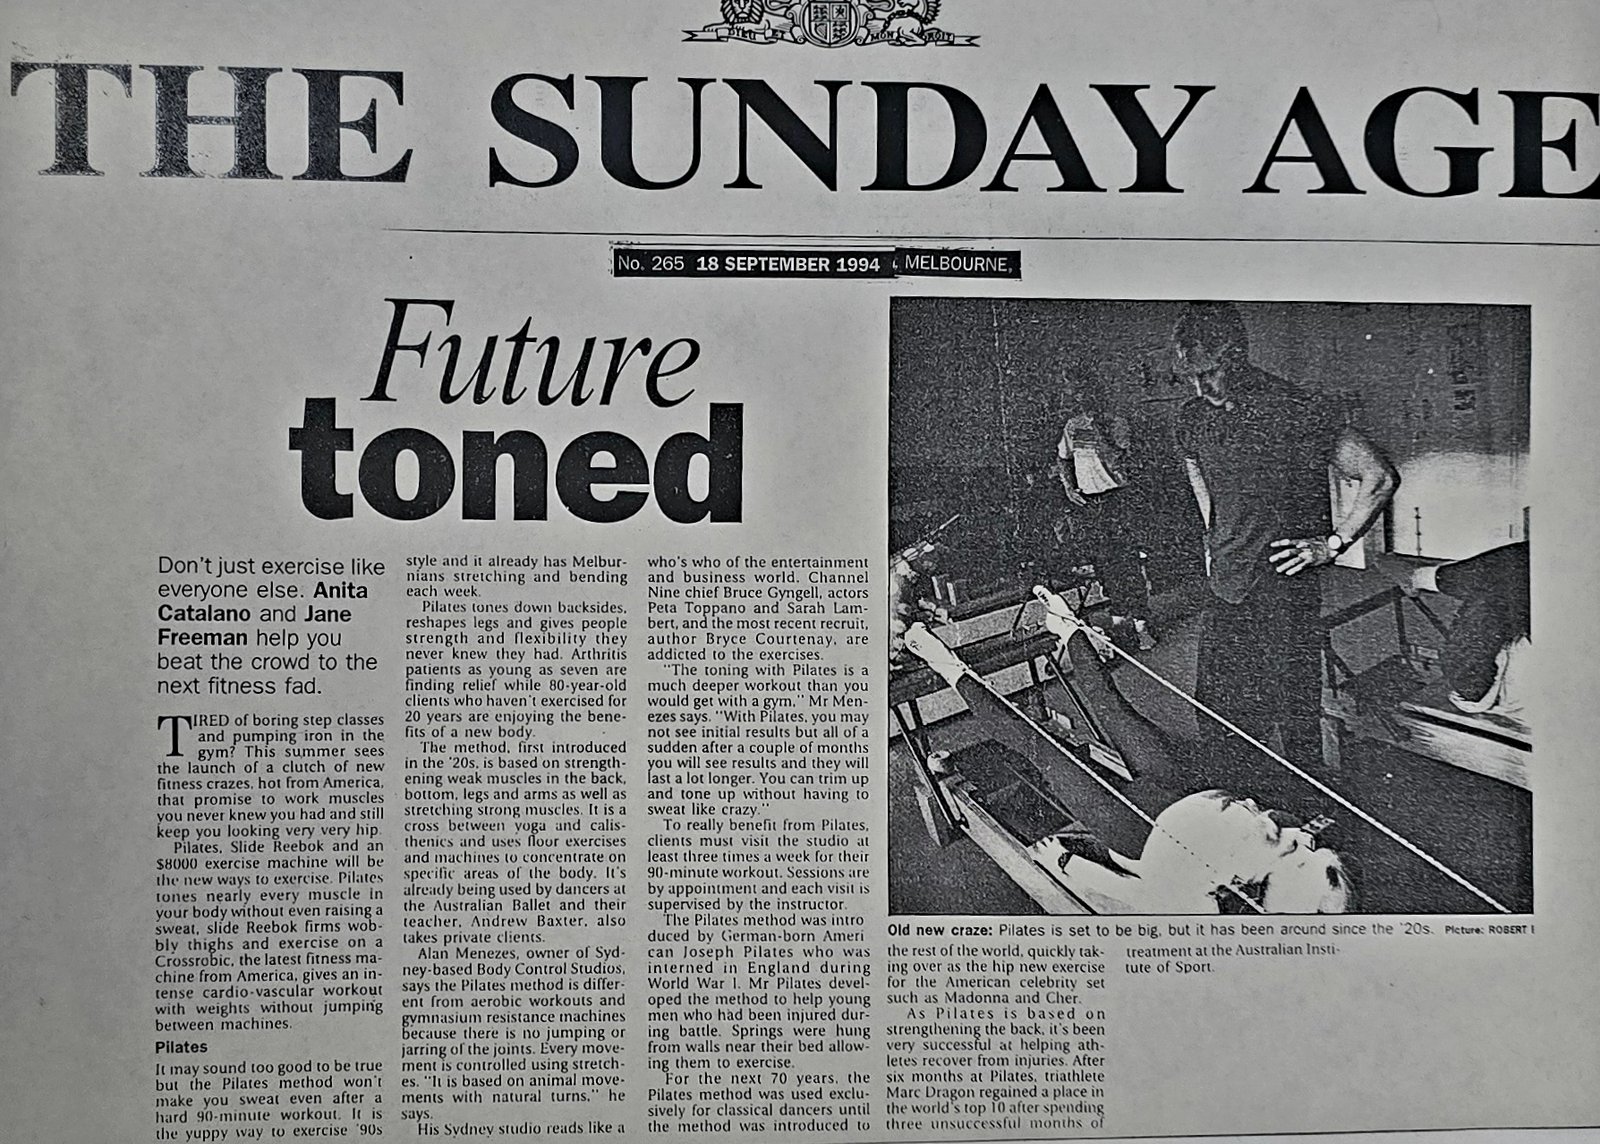 DIEU ET MON DROIT
THE SUNDAY AGE
No. 265 18 SEPTEMBER 1994 MELBOURNE,
Future
toned
Don't just exercise like
everyone else. Anita
Catalano and Jane
Freeman help you
beat the crowd to the
next fitness fad.
TIRED of boring step classes
and pumping iron in the
gym? This summer sees
the launch of a clutch of new
fitness crazes, hot from America,
that promise to work muscles
you never knew you had and still
keep you looking very very hip.
Pilates, Slide Reebok and an
$8000 exercise machine will be
the new ways to exercise. Pilates
tones nearly every muscle in
your body without even raising a
sweat, slide Reebok firms wob-
bly thighs and exercise on a
Crossrobic, the latest fitness ma-
chine from America, gives an in-
tense cardio-vascular workout
with weights without jumping
between machines.
Pilates
It may sound too good to be true
but the Pilates method won't
make you sweat even after a
hard 90-minute workout. It is
the yuppy way to exercise '90s
style and it already has Melbur-
nians stretching and bending
each week.
Pilates tones down backsides,
reshapes legs and gives people
strength and flexibility they
never knew they had. Arthritis
patients as young as seven are
finding relief while 80-year-old
clients who haven't exercised for
20 years are enjoying the bene-
fits of a new body.
The method, first introduced
in the '20s, is based on strength-
ening weak muscles in the back,
bottom, legs and arms as well as
stretching strong muscles. It is a
cross between yoga and calis-
thenics and uses floor exercises
and machines to concentrate on
specific areas of the body. It's
already being used by dancers at
the Australian Ballet and their
teacher, Andrew Baxter, also
takes private clients.
Alan Menezes, owner of Syd-
ney-based Body Control Studios,
says the Pilates method is differ-
ent from aerobic workouts and
gymnasium resistance machines
because there is no jumping or
jarring of the joints. Every move-
ment is controlled using stretch-
es. "It is based on animal move-
ments with natural turns," he
says.
His Sydney studio reads like a
who's who of the entertainment
and business world. Channel
Nine chief Bruce Gyngell, actors
Peta Toppano and Sarah Lam-
bert, and the most recent recruit,
author Bryce Courtenay, are
addicted to the exercises.
"The toning with Pilates is a
much deeper workout than you
would get with a gym," Mr Men-
ezes says. "With Pilates, you may
not see initial results but all of a
sudden after a couple of months
you will see results and they will
last a lot longer. You can trim up
and tone up without having to
sweat like crazy."
To really benefit from Pilates,
clients must visit the studio at
least three times a week for their
90-minute workout. Sessions are
by appointment and each visit is
supervised by the instructor.
The Pilates method was intro
duced by German-born Ameri
can Joseph Pilates who was
interned in England during
World War I. Mr Pilates devel-
oped the method to help young
men who had been injured dur-
ing battle. Springs were hung
from walls near their bed allow-
ing them to exercise.
For the next 70 years, the
Pilates method was used exclu-
sively for classical dancers until
the method was introduced to
Old new craze: Pilates is set to be big, but it has been around since the '20s. Picture: ROBERT
the rest of the world, quickly tak-
ing over as the hip new exercise
for the American celebrity set
such as Madonna and Cher.
As Pilates is based on
strengthening the back, it's been
very successful at helping ath-
letes recover from injuries. After
six months at Pilates, triathlete
Marc Dragon regained a place in
the world's top 10 after spending
three unsuccessful months of
treatment at the Australian Insti-
tute of Sport.